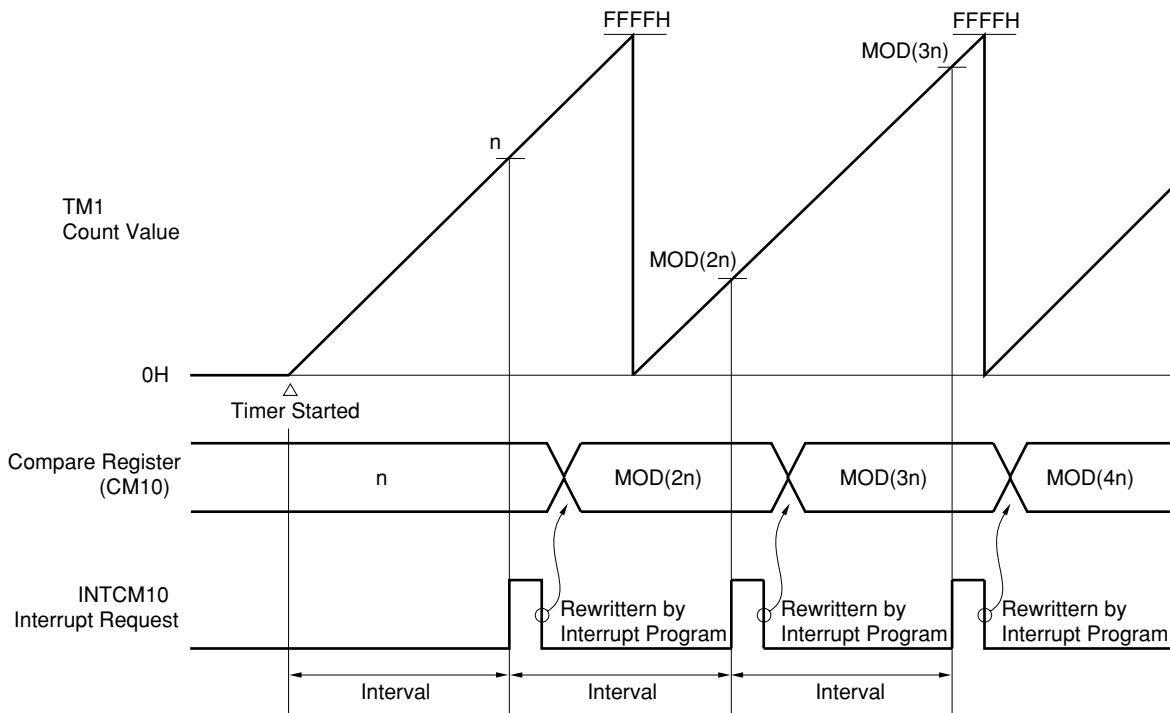 FFFFH
FFFFH
MOD(3n)
n
TM1
Count Value
MOD(2n)
0H
Timer Started
Compare Register
(CM10)
n
MOD(2n)
MOD(3n)
MOD(4n)
INTCM10
Interrupt Request
Rewrittern by
Interrupt Program
Rewrittern by
Interrupt Program
Rewrittern by
Interrupt Program
Interval
Interval
Interval